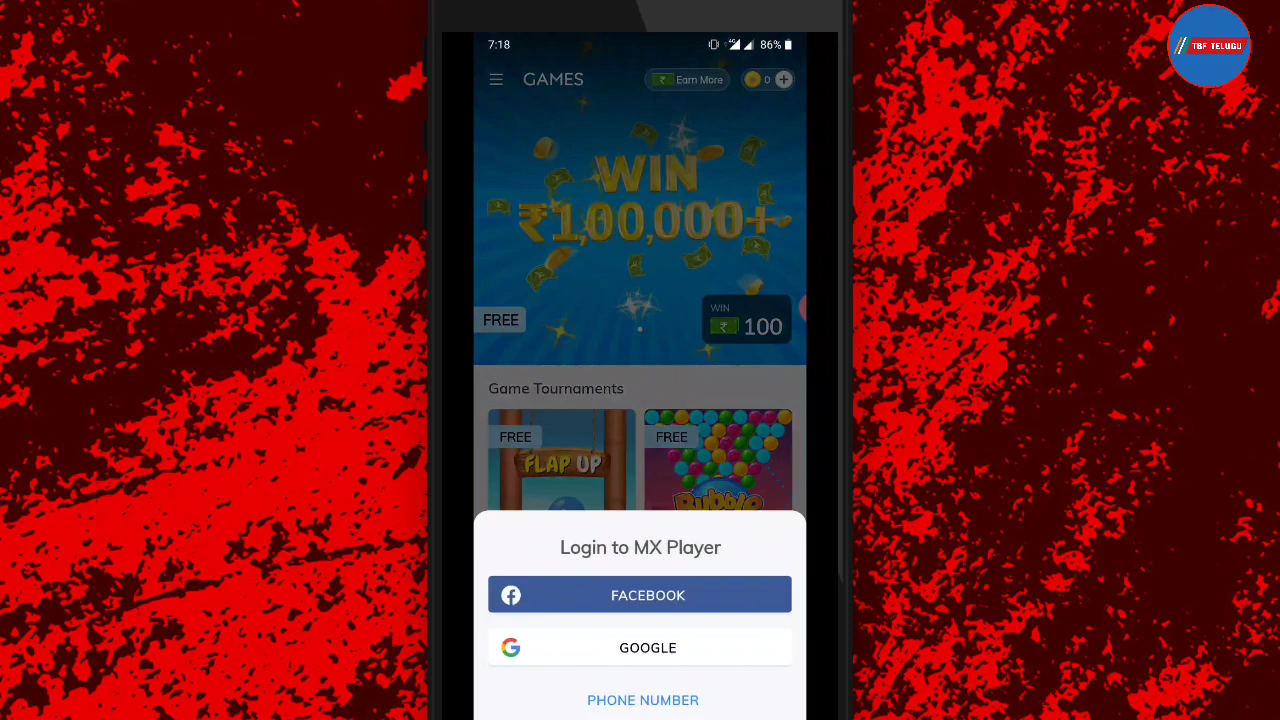 TBF TELUGU
7:18
4G
86%
GAMES
Earn More
0
WIN
₹1,00,000+
FREE
WIN
₹ 100
Game Tournaments
FREE
FREE
FLAP UP
Bubble
Login to MX Player
FACEBOOK
GOOGLE
PHONE NUMBER